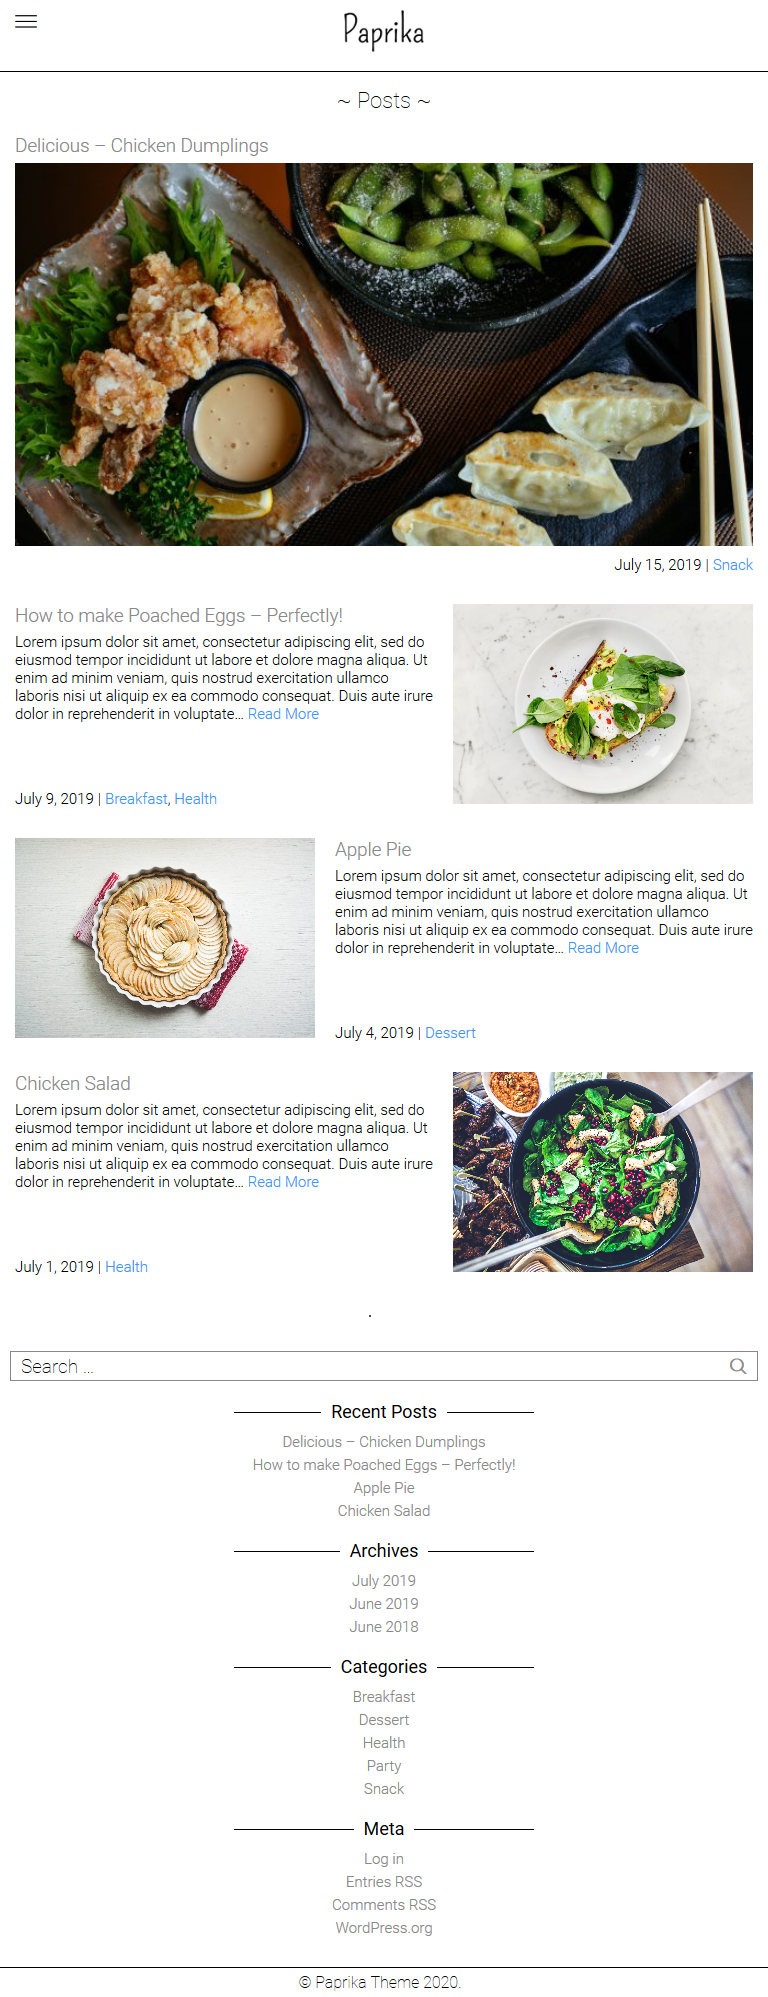 Paprika
~ Posts ~
Delicious – Chicken Dumplings
July 15, 2019 | Snack
How to make Poached Eggs – Perfectly!
Lorem ipsum dolor sit amet, consectetur adipiscing elit, sed do
eiusmod tempor incididunt ut labore et dolore magna aliqua. Ut
enim ad minim veniam, quis nostrud exercitation ullamco
laboris nisi ut aliquip ex ea commodo consequat. Duis aute irure
dolor in reprehenderit in voluptate... Read More
July 9, 2019 | Breakfast, Health
Apple Pie
Lorem ipsum dolor sit amet, consectetur adipiscing elit, sed do
eiusmod tempor incididunt ut labore et dolore magna aliqua. Ut
enim ad minim veniam, quis nostrud exercitation ullamco
laboris nisi ut aliquip ex ea commodo consequat. Duis aute irure
dolor in reprehenderit in voluptate... Read More
July 4, 2019 | Dessert
Chicken Salad
Lorem ipsum dolor sit amet, consectetur adipiscing elit, sed do
eiusmod tempor incididunt ut labore et dolore magna aliqua. Ut
enim ad minim veniam, quis nostrud exercitation ullamco
laboris nisi ut aliquip ex ea commodo consequat. Duis aute irure
dolor in reprehenderit in voluptate... Read More
July 1, 2019 | Health
.
Search ...
Recent Posts
Delicious – Chicken Dumplings
How to make Poached Eggs – Perfectly!
Apple Pie
Chicken Salad
Archives
July 2019
June 2019
June 2018
Categories
Breakfast
Dessert
Health
Party
Snack
Meta
Log in
Entries RSS
Comments RSS
WordPress.org
© Paprika Theme 2020.